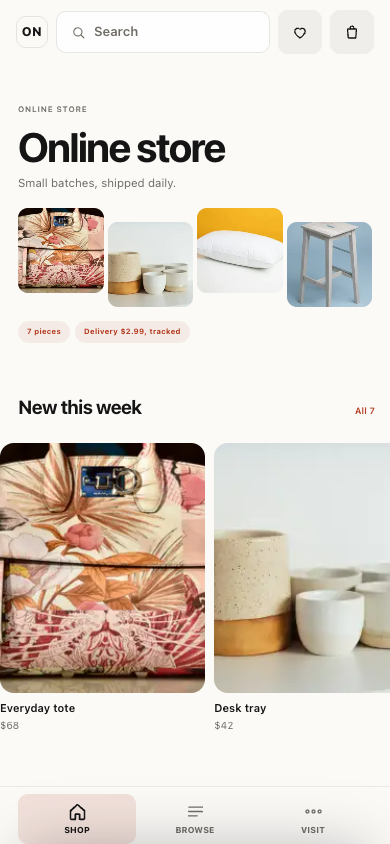 ON
Search
ONLINE STORE
Online store
Small batches, shipped daily.
7 pieces
Delivery $2.99, tracked
New this week
All 7
Everyday tote
$68
Desk tray
$42
SHOP
BROWSE
VISIT